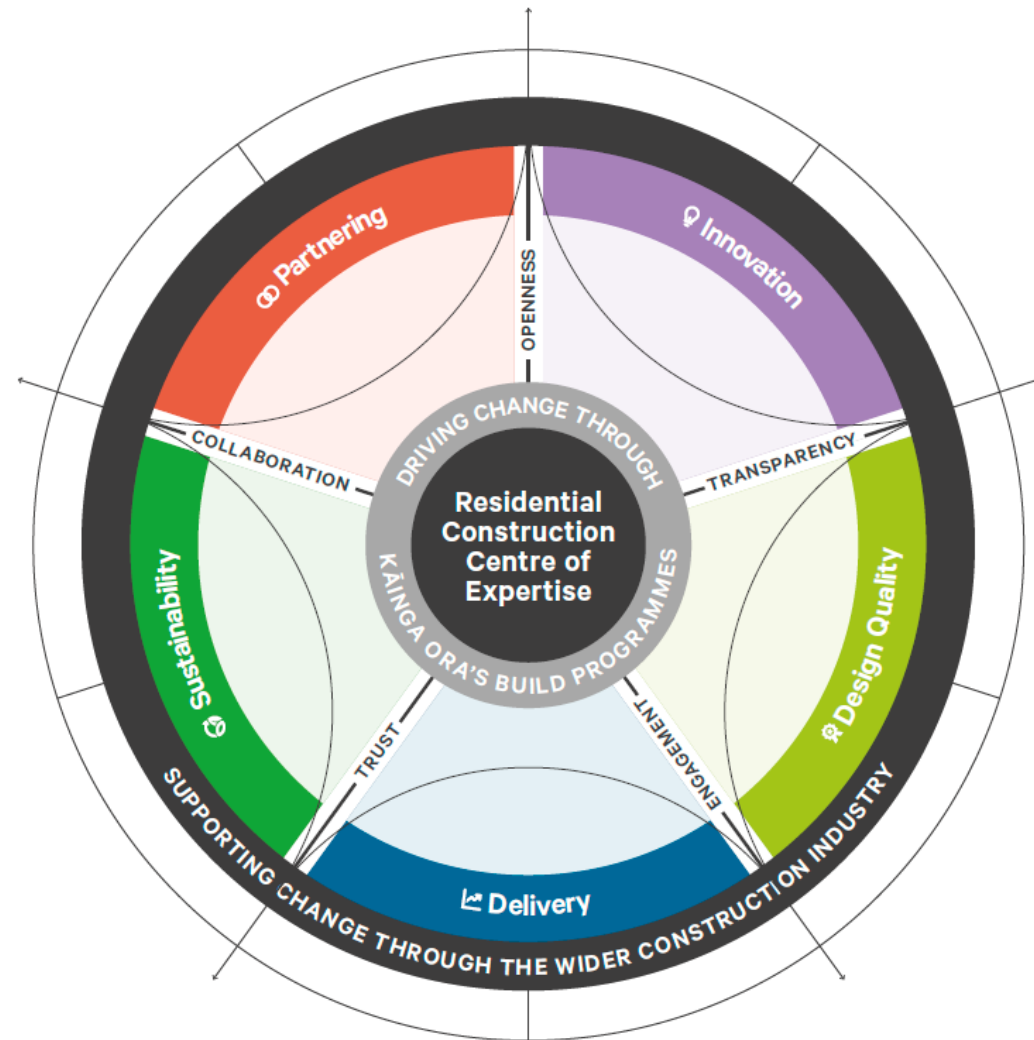 Partnering
Innovation
OPENNESS
COLLABORATION
TRANSPARENCY
DRIVING CHANGE THROUGH
KĀINGA ORA'S BUILD PROGRAMMES
Residential
Construction
Centre of
Expertise
Sustainability
Design Quality
TRUST
ENGAGEMENT
Delivery
SUPPORTING CHANGE THROUGH THE WIDER CONSTRUCTION INDUSTRY